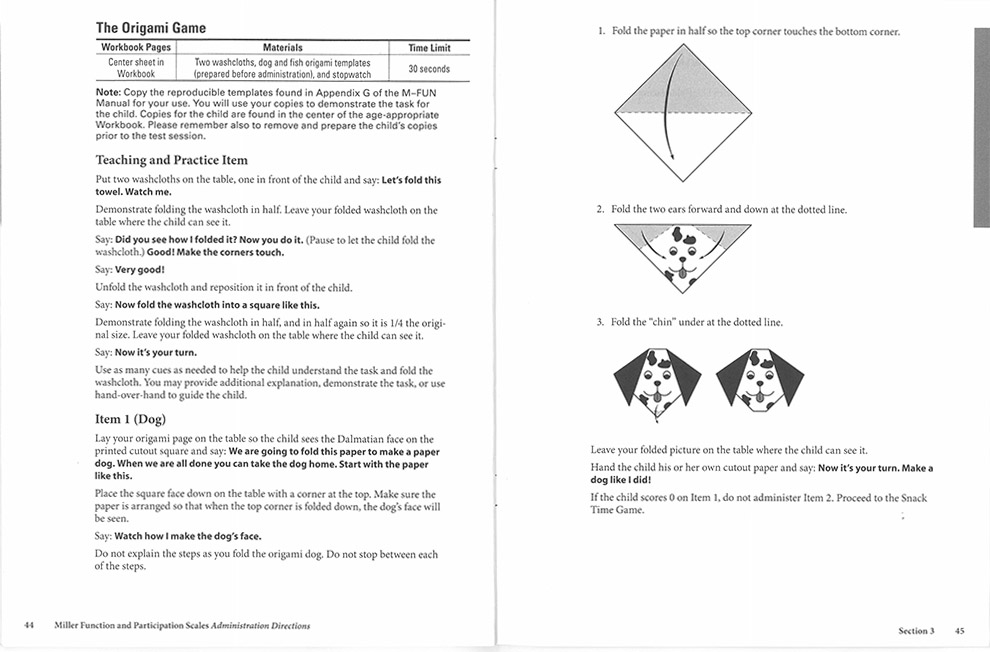 The Origami Game
Workbook Pages Materials Time Limit
Center sheet in Workbook Two washcloths, dog and fish origami templates (prepared before administration), and stopwatch 30 seconds
Note: Copy the reproducible templates found in Appendix G of the M–FUN
Manual for your use. You will use your copies to demonstrate the task for
the child. Copies for the child are found in the center of the age-appropriate
Workbook. Please remember also to remove and prepare the child's copies
prior to the test session.
Teaching and Practice Item
Put two washcloths on the table, one in front of the child and say: Let's fold this
towel. Watch me.
Demonstrate folding the washcloth in half. Leave your folded washcloth on the
table where the child can see it.
Say: Did you see how I folded it? Now you do it. (Pause to let the child fold the
washcloth.) Good! Make the corners touch.
Say: Very good!
Unfold the washcloth and reposition it in front of the child.
Say: Now fold the washcloth into a square like this.
Demonstrate folding the washcloth in half, and in half again so it is 1/4 the origi-
nal size. Leave your folded washcloth on the table where the child can see it.
Say: Now it's your turn.
Use as many cues as needed to help the child understand the task and fold the
washcloth. You may provide additional explanation, demonstrate the task, or use
hand-over-hand to guide the child.
Item 1 (Dog)
Lay your origami page on the table so the child sees the Dalmatian face on the
printed cutout square and say: We are going to fold this paper to make a paper
dog. When we are all done you can take the dog home. Start with the paper
like this.
Place the square face down on the table with a corner at the top. Make sure the
paper is arranged so that when the top corner is folded down, the dog's face will
be seen.
Say: Watch how I make the dog's face.
Do not explain the steps as you fold the origami dog. Do not stop between each
of the steps.
44 Miller Function and Participation Scales Administration Directions
1. Fold the paper in half so the top corner touches the bottom corner.
2. Fold the two ears forward and down at the dotted line.
3. Fold the "chin" under at the dotted line.
Leave your folded picture on the table where the child can see it.
Hand the child his or her own cutout paper and say: Now it's your turn. Make a
dog like I did!
If the child scores 0 on Item 1, do not administer Item 2. Proceed to the Snack
Time Game.
Section 3 45